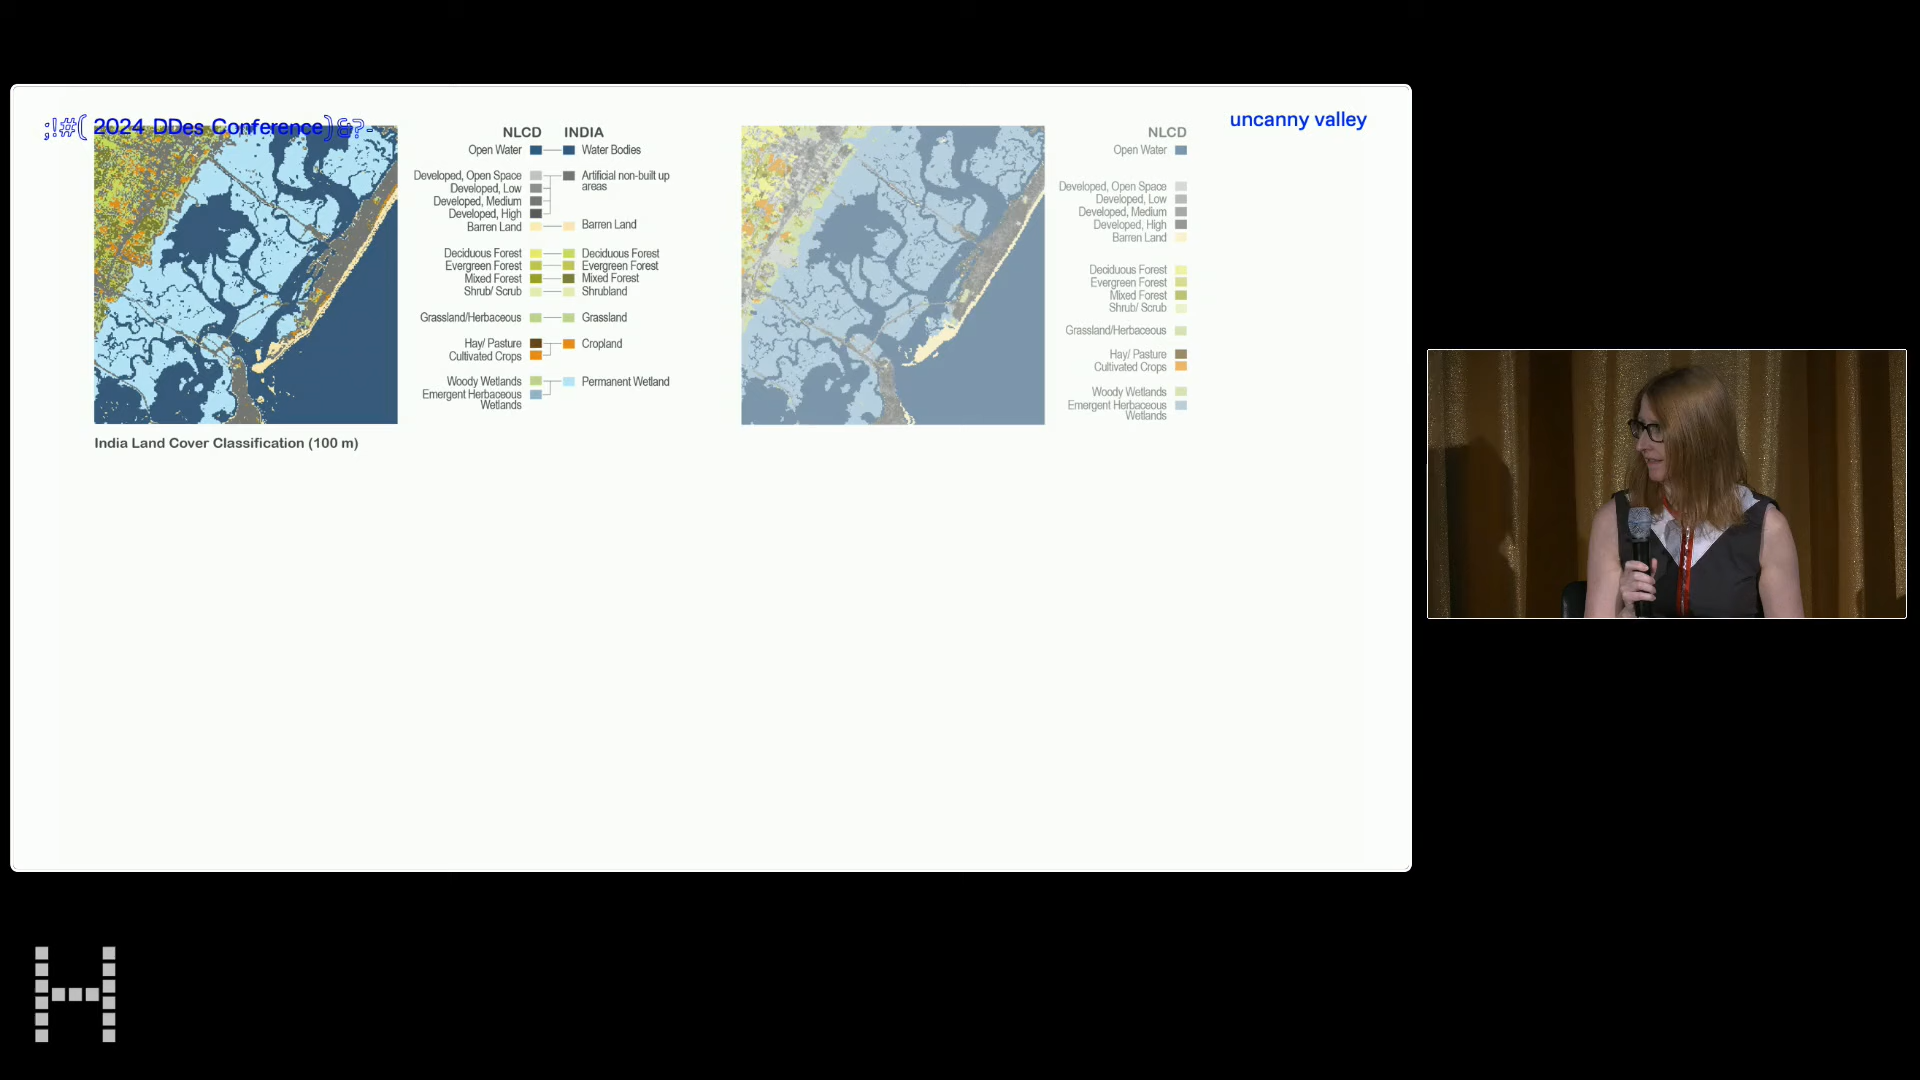 ;!#( 2024 DDes Conference)&?-
uncanny valley
NLCD INDIA
Open Water Water Bodies
Developed, Open Space Artificial non-built up
areas
Developed, Low
Developed, Medium
Developed, High
Barren Land Barren Land
Deciduous Forest Deciduous Forest
Evergreen Forest Evergreen Forest
Mixed Forest Mixed Forest
Shrub/ Scrub Shrubland
Grassland/Herbaceous Grassland
Hay/ Pasture Cropland
Cultivated Crops
Woody Wetlands Permanent Wetland
Emergent Herbaceous
Wetlands
India Land Cover Classification (100 m)
NLCD
Open Water
Developed, Open Space
Developed, Low
Developed, Medium
Developed, High
Barren Land
Deciduous Forest
Evergreen Forest
Mixed Forest
Shrub/ Scrub
Grassland/Herbaceous
Hay/ Pasture
Cultivated Crops
Woody Wetlands
Emergent Herbaceous
Wetlands
H